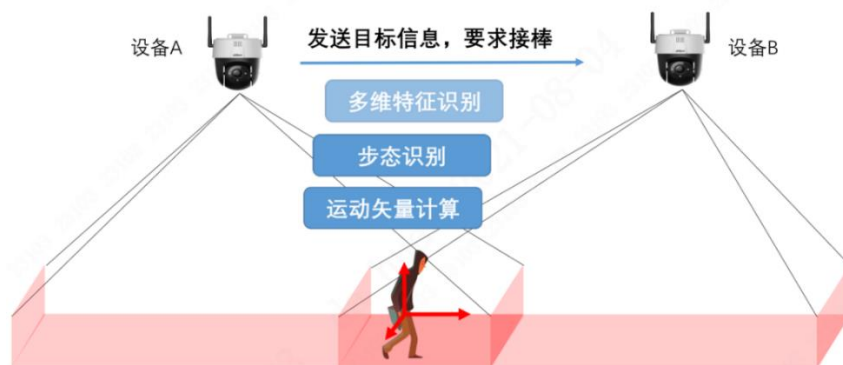 发送目标信息，要求接棒
设备A
设备B
多维特征识别
步态识别
运动矢量计算